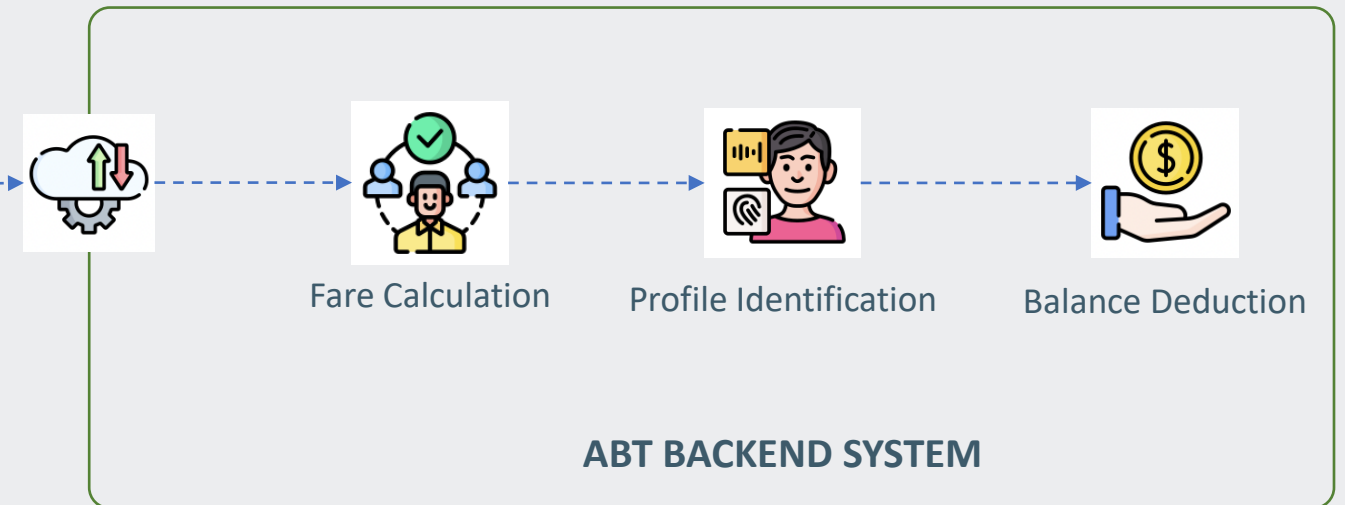 Fare Calculation
Profile Identification
Balance Deduction
ABT BACKEND SYSTEM